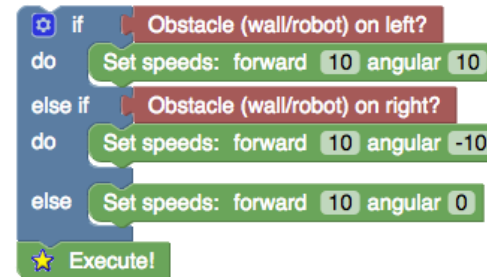 if Obstacle (wall/robot) on left?
do Set speeds: forward 10 angular 10
else if Obstacle (wall/robot) on right?
do Set speeds: forward 10 angular -10
else Set speeds: forward 10 angular 0
Execute!